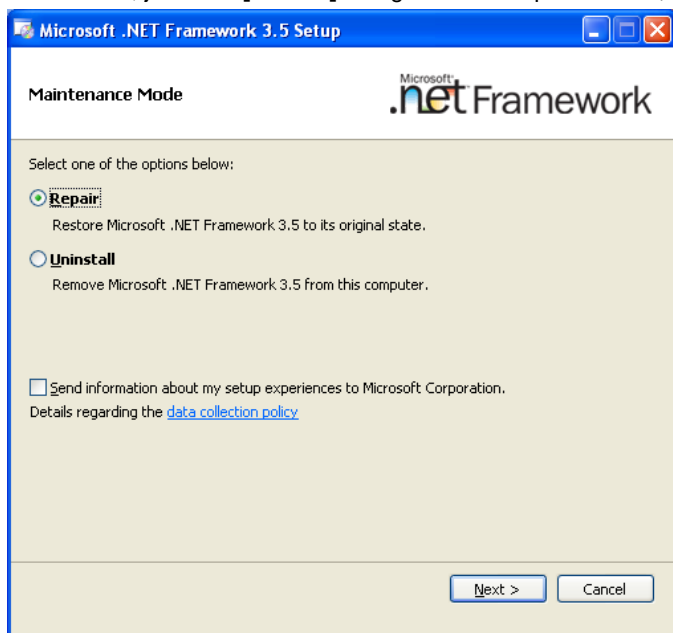 Microsoft .NET Framework 3.5 Setup
Maintenance Mode
Microsoft
.net Framework
Select one of the options below:
Repair
Restore Microsoft .NET Framework 3.5 to its original state.
Uninstall
Remove Microsoft .NET Framework 3.5 from this computer.
Send information about my setup experiences to Microsoft Corporation.
Details regarding the data collection policy
Next > Cancel